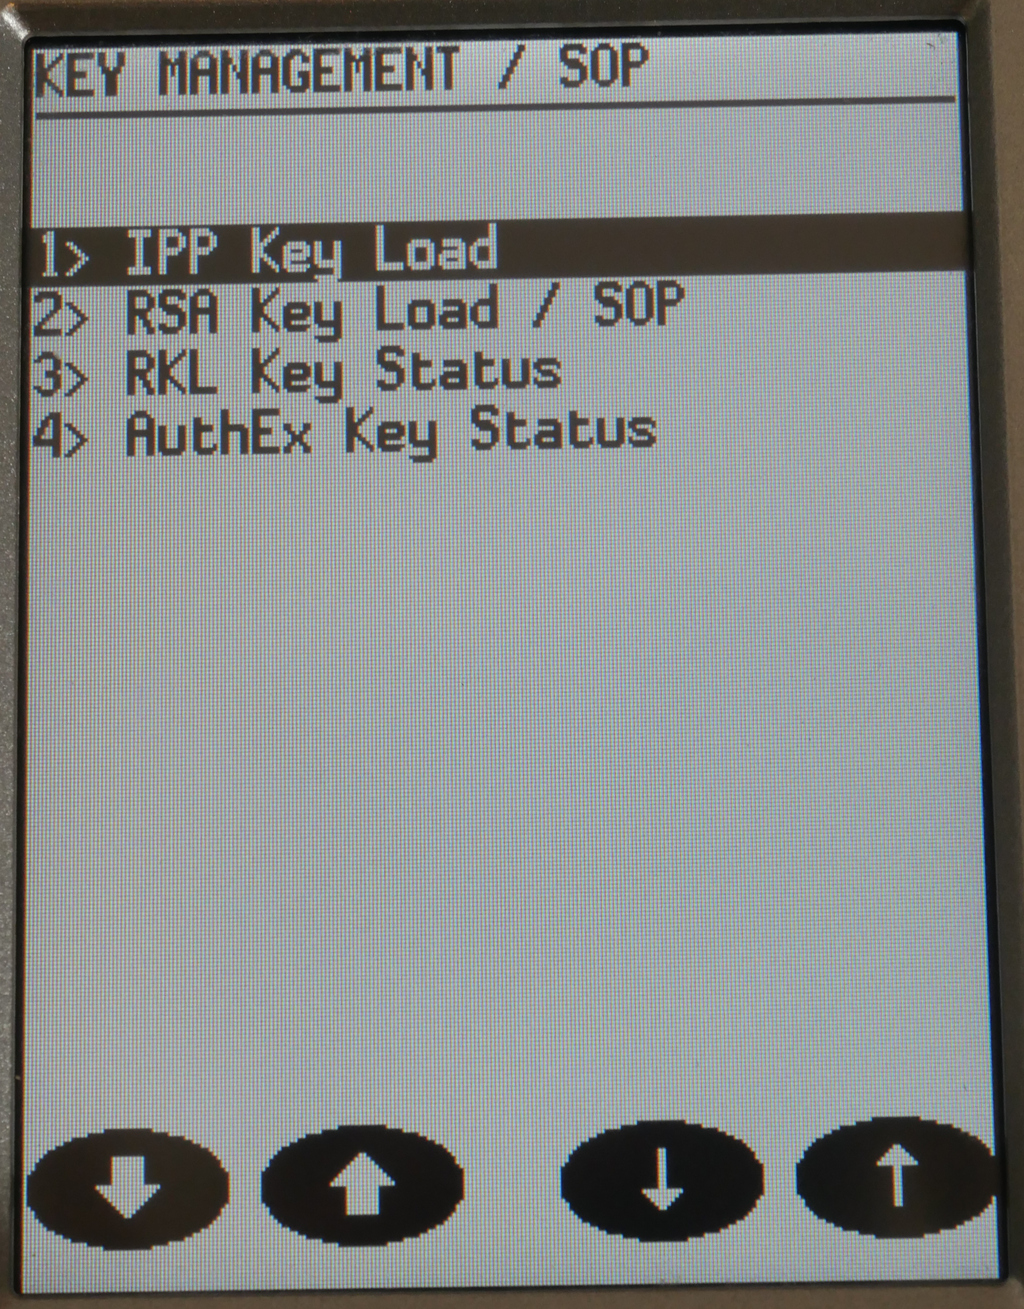 KEY MANAGEMENT / SOP
1> IPP Key Load
2> RSA Key Load / SOP
3> RKL Key Status
4> AuthEx Key Status